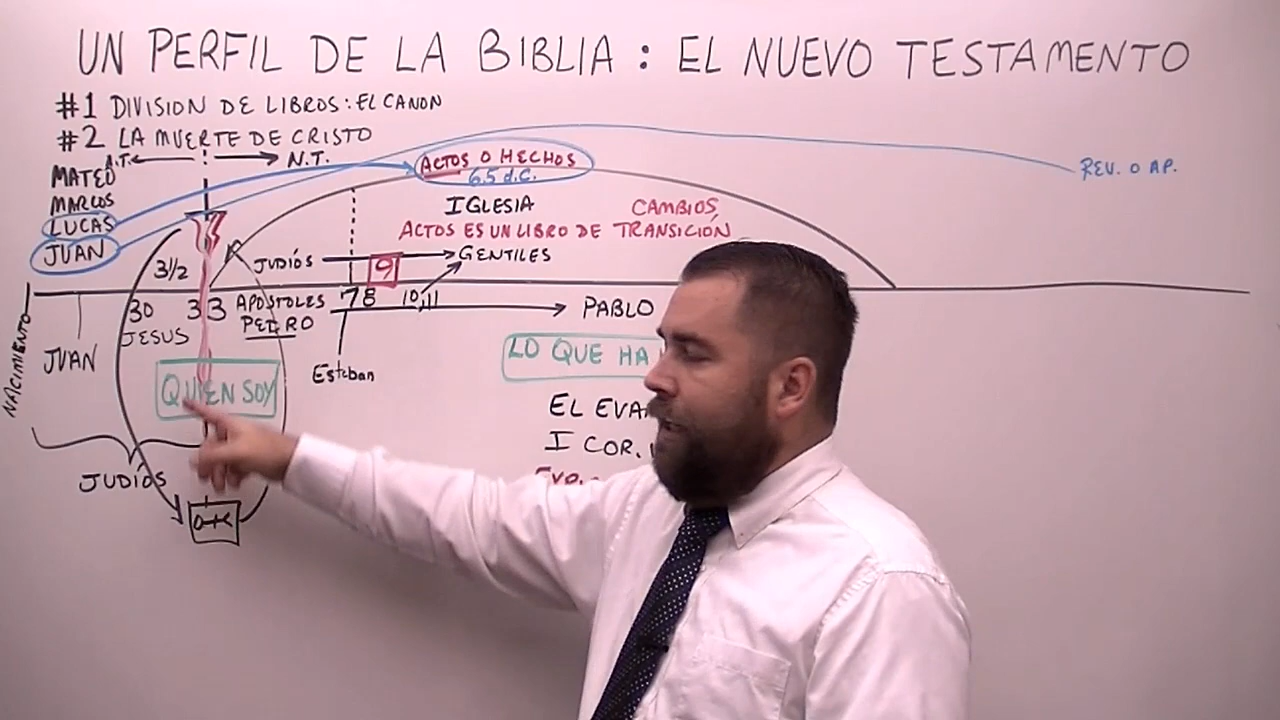 UN PERFIL DE LA BIBLIA : EL NUEVO TESTAMENTO
#1 DIVISION DE LIBROS: EL CANON
#2 LA MUERTE DE CRISTO
A.T. N.T.
MATEO
MARCOS
LUCAS
JUAN
ACTOS O HECHOS
65 d.C.
REV. O AP.
IGLESIA
CAMBIOS,
ACTOS ES UN LIBRO DE TRANSICIÓN
3 1/2
JUDIÓS
9
GENTILES
30
33
APOSTOLES
PEDRO
7 8
10,11
PABLO
NACIMIENTO
JUAN
JESUS
Esteban
LO QUE HA
QUIEN SOY
EL EVA
I COR.
EVO.
JUDÍOS